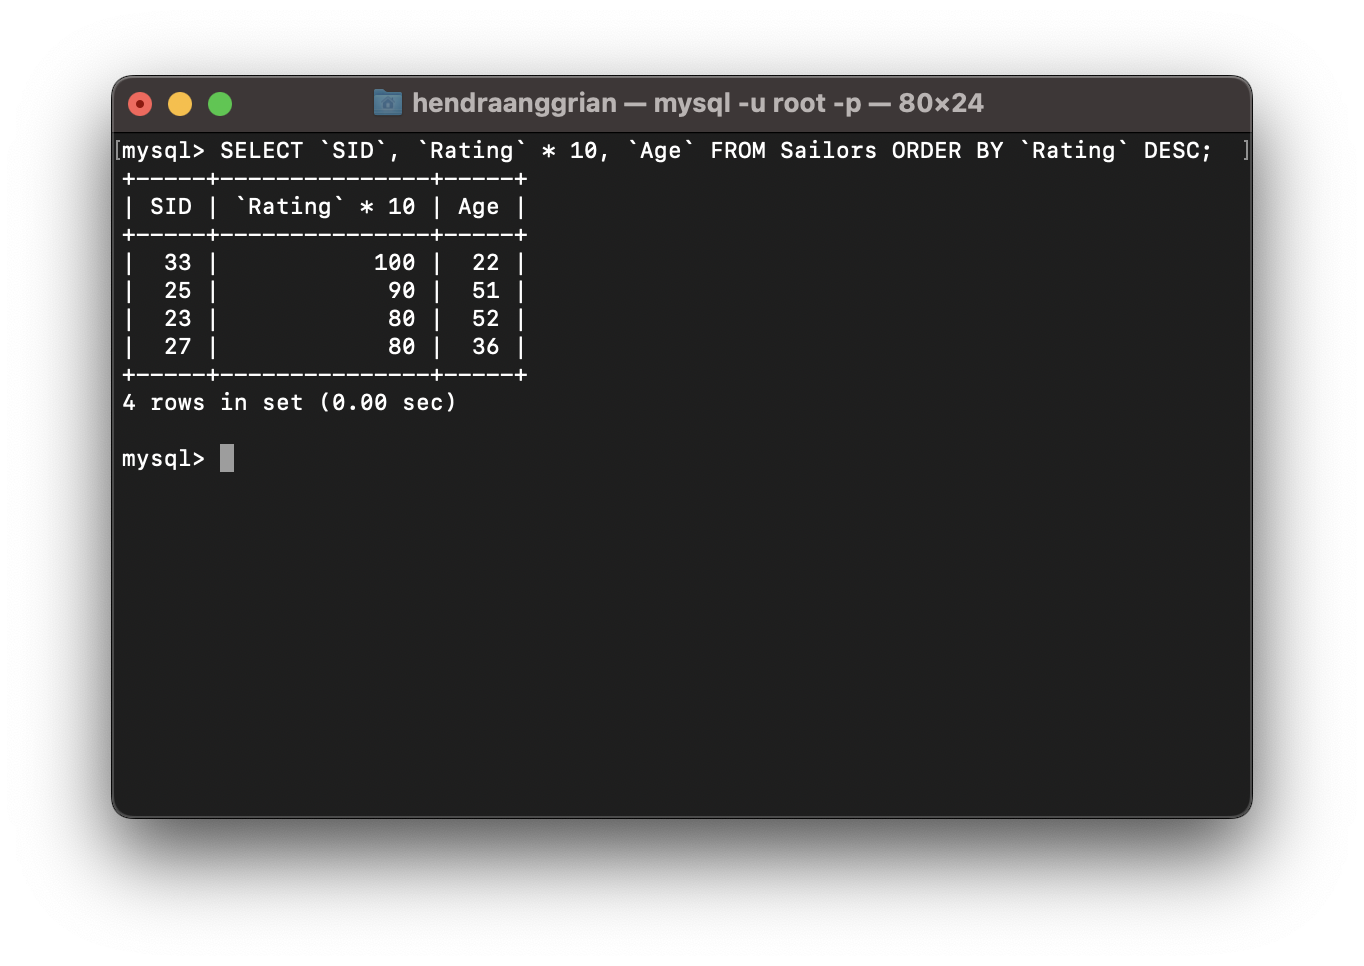 hendraanggrian — mysql -u root -p — 80×24
[mysql> SELECT `SID`, `Rating` * 10, `Age` FROM Sailors ORDER BY `Rating` DESC;  ]
+-----+---------------+-----+
| SID | `Rating` * 10 | Age |
+-----+---------------+-----+
|  33 |           100 |  22 |
|  25 |            90 |  51 |
|  23 |            80 |  52 |
|  27 |            80 |  36 |
+-----+---------------+-----+
4 rows in set (0.00 sec)
mysql>